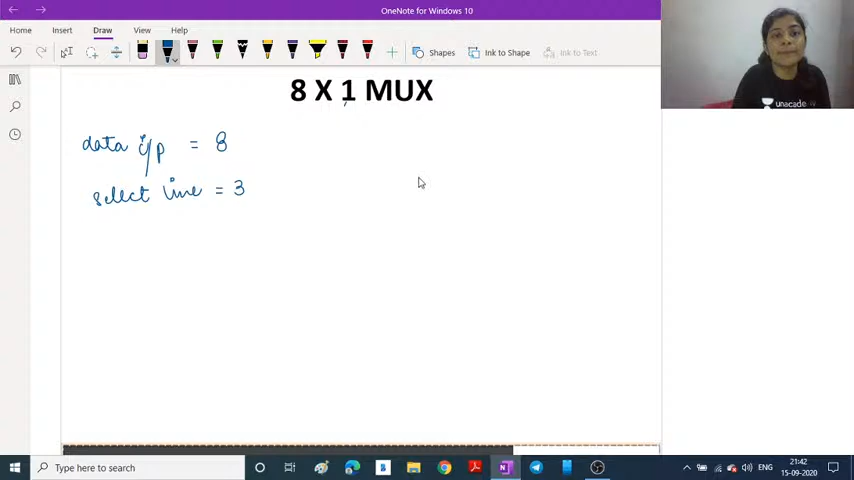 OneNote for Windows 10
Home Insert Draw View Help
Shapes Ink to Shape Ink to Text
unacade
8 X 1 MUX
data i/p = 8
select line = 3
Type here to search
ENG
21:42
15-09-2020